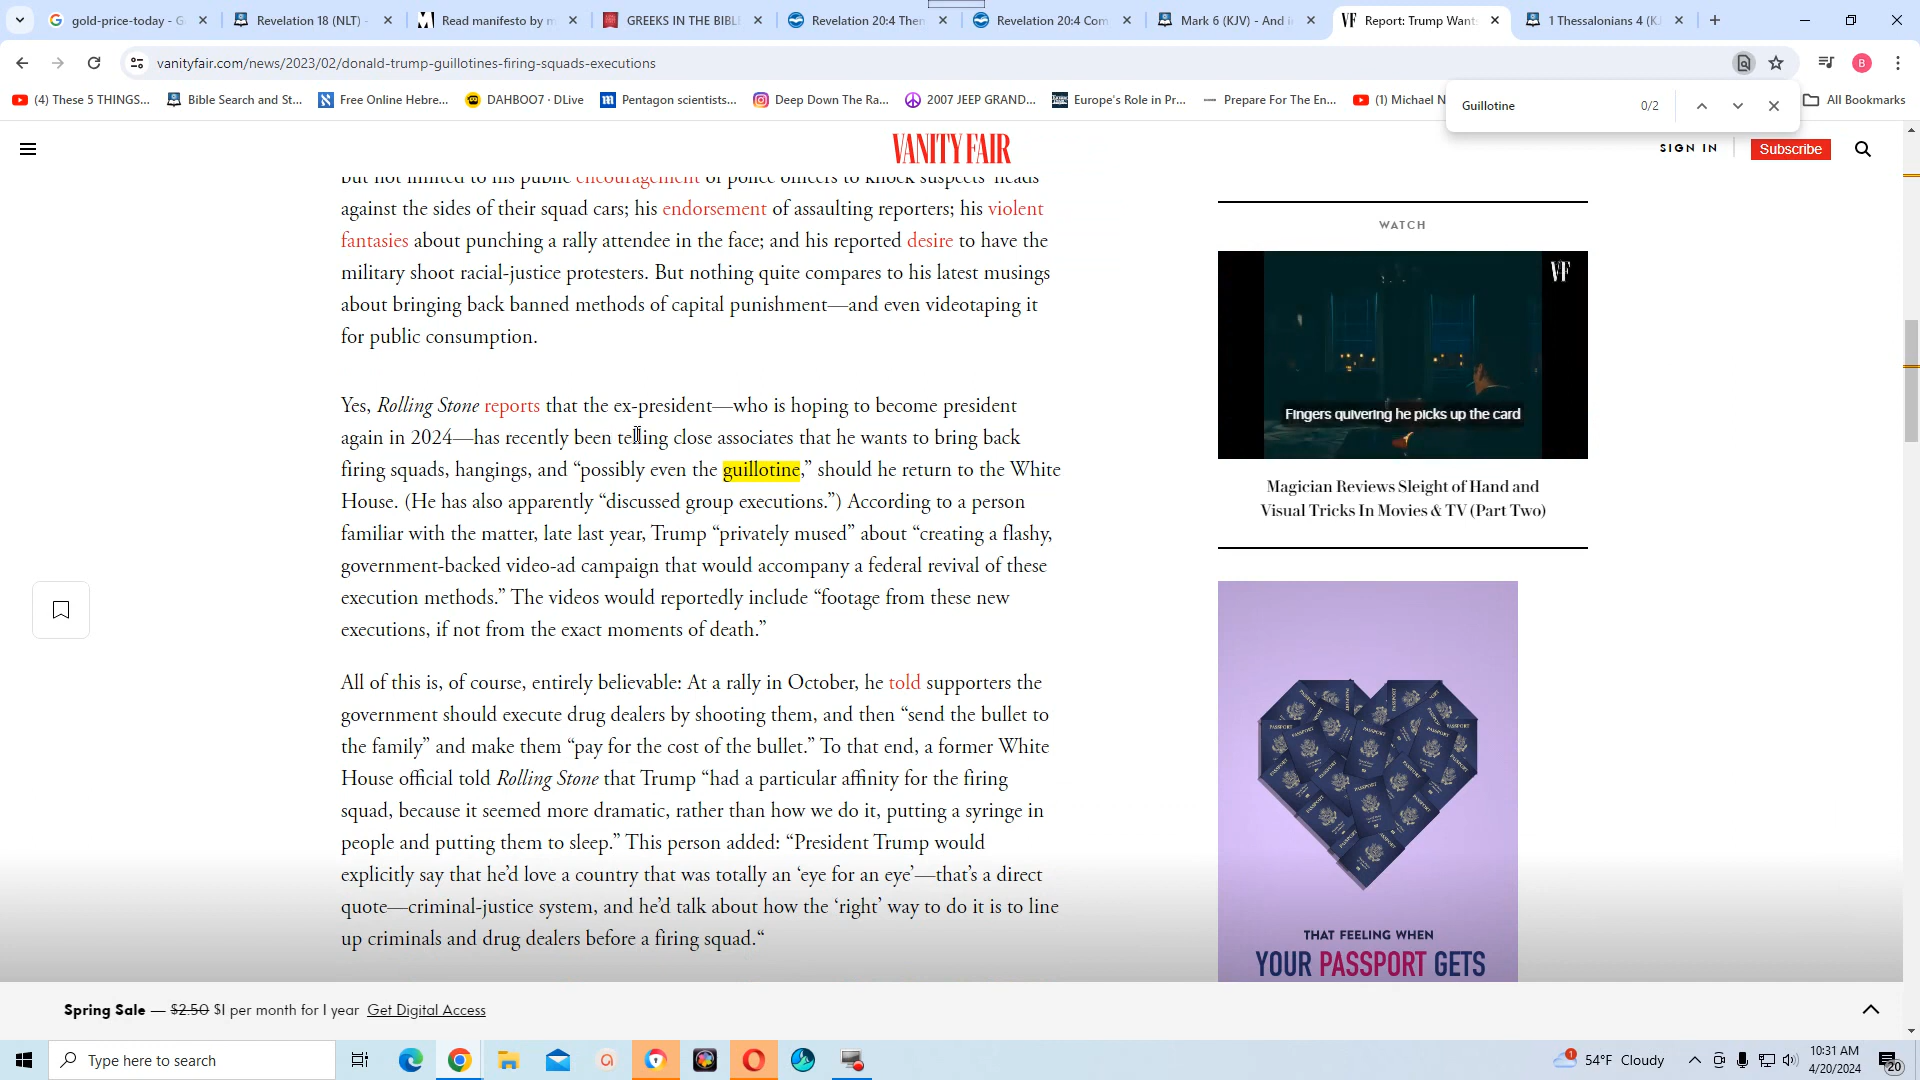 gold-price-today - G
Revelation 18 (NLT) -
Read manifesto by m
GREEKS IN THE BIBL
Revelation 20:4 Then
Revelation 20:4 Com
Mark 6 (KJV) - And i
VF Report: Trump Want
1 Thessalonians 4 (K
vanityfair.com/news/2023/02/donald-trump-guillotines-firing-squads-executions
B
(4) These 5 THINGS...
Bible Search and St...
Free Online Hebre...
DAHBOO7 · DLive
Pentagon scientists...
Deep Down The Ra...
2007 JEEP GRAND...
Europe's Role in Pr...
Prepare For The En...
(1) Michael N
All Bookmarks
Guillotine 0/2
VANITY FAIR
SIGN IN
Subscribe
but not limited to his public encouragement of police officers to knock suspects' heads
against the sides of their squad cars; his endorsement of assaulting reporters; his violent
fantasies about punching a rally attendee in the face; and his reported desire to have the
military shoot racial-justice protesters. But nothing quite compares to his latest musings
about bringing back banned methods of capital punishment—and even videotaping it
for public consumption.
Yes, Rolling Stone reports that the ex-president—who is hoping to become president
again in 2024—has recently been telling close associates that he wants to bring back
firing squads, hangings, and “possibly even the guillotine,” should he return to the White
House. (He has also apparently “discussed group executions.”) According to a person
familiar with the matter, late last year, Trump “privately mused” about “creating a flashy,
government-backed video-ad campaign that would accompany a federal revival of these
execution methods.” The videos would reportedly include “footage from these new
executions, if not from the exact moments of death.”
All of this is, of course, entirely believable: At a rally in October, he told supporters the
government should execute drug dealers by shooting them, and then “send the bullet to
the family” and make them “pay for the cost of the bullet.” To that end, a former White
House official told Rolling Stone that Trump “had a particular affinity for the firing
squad, because it seemed more dramatic, rather than how we do it, putting a syringe in
people and putting them to sleep.” This person added: “President Trump would
explicitly say that he’d love a country that was totally an ‘eye for an eye’—that’s a direct
quote—criminal-justice system, and he’d talk about how the ‘right’ way to do it is to line
up criminals and drug dealers before a firing squad.“
WATCH
VF
Fingers quivering he picks up the card
Magician Reviews Sleight of Hand and
Visual Tricks In Movies & TV (Part Two)
THAT FEELING WHEN
YOUR PASSPORT GETS
Spring Sale — $2.50 $1 per month for 1 year Get Digital Access
Type here to search
1
54°F Cloudy
10:31 AM
4/20/2024
20